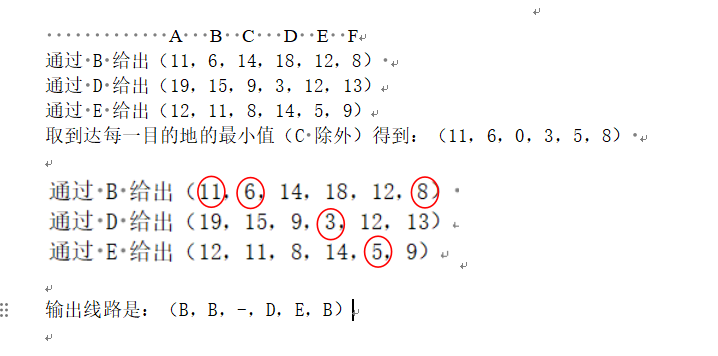 A B C D E F
通过 B 给出（11，6，14，18，12，8）
通过 D 给出（19，15，9，3，12，13）
通过 E 给出（12，11，8，14，5，9）
取到达每一目的地的最小值（C 除外）得到：（11，6，0，3，5，8）
通过 B 给出（11，6，14，18，12，8）
通过 D 给出（19，15，9，3，12，13）
通过 E 给出（12，11，8，14，5，9）
输出线路是：（B，B，-，D，E，B）